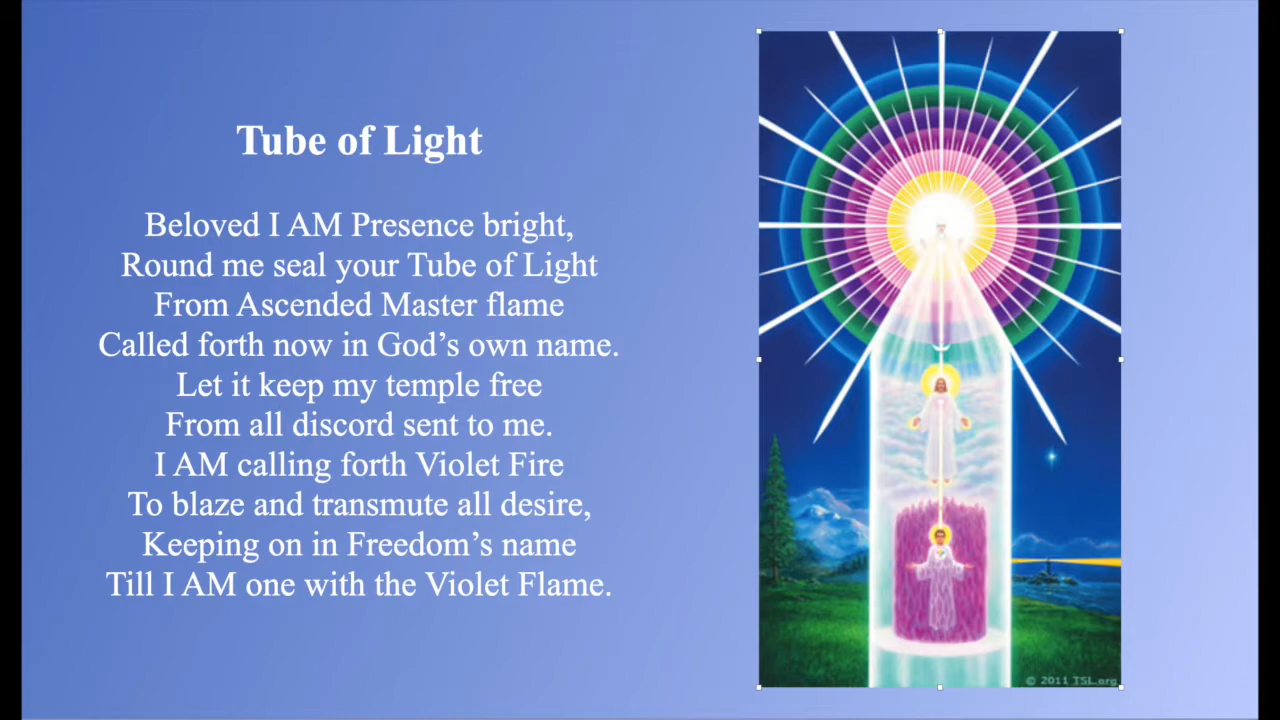 Tube of Light
Beloved I AM Presence bright,
Round me seal your Tube of Light
From Ascended Master flame
Called forth now in God’s own name.
Let it keep my temple free
From all discord sent to me.
I AM calling forth Violet Fire
To blaze and transmute all desire,
Keeping on in Freedom’s name
Till I AM one with the Violet Flame.
© 2011 TSL.org